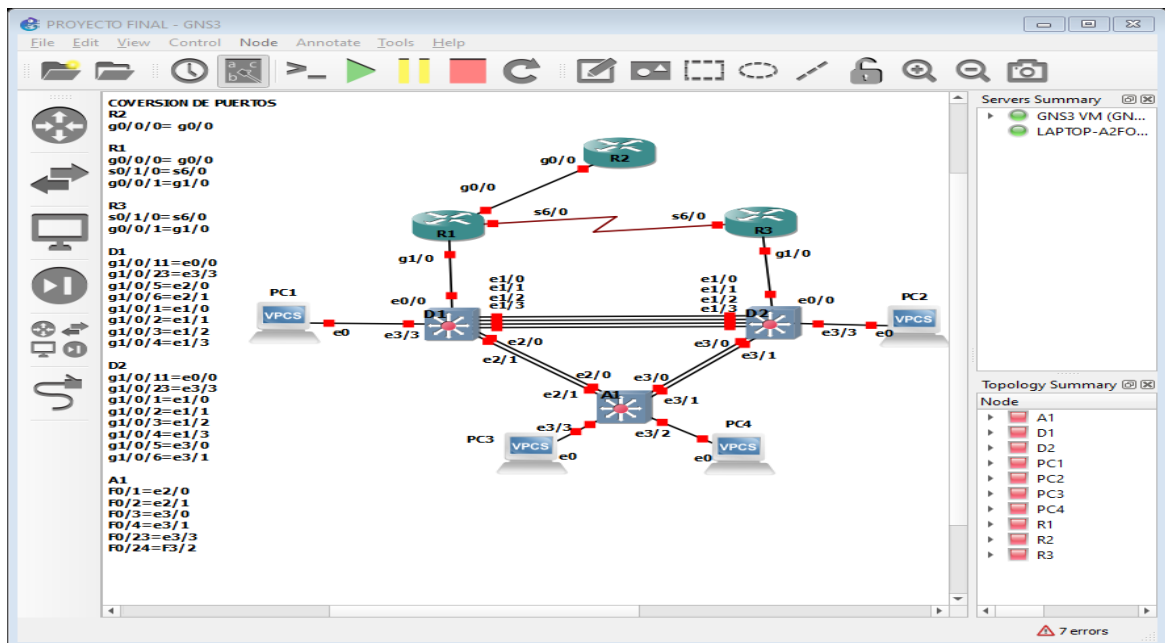 PROYECTO FINAL - GNS3
File Edit View Control Node Annotate Tools Help
COVERSION DE PUERTOS
R2
g0/0/0= g0/0
R1
g0/0/0= g0/0
s0/1/0= s6/0
g0/0/1=g1/0
R3
s0/1/0= s6/0
g0/0/1=g1/0
D1
g1/0/11=e0/0
g1/0/23=e3/3
g1/0/5=e2/0
g1/0/6=e2/1
g1/0/1=e1/0
g1/0/2=e1/1
g1/0/3=e1/2
g1/0/4=e1/3
D2
g1/0/11=e0/0
g1/0/23=e3/3
g1/0/1=e1/0
g1/0/2=e1/1
g1/0/3=e1/2
g1/0/4=e1/3
g1/0/5=e3/0
g1/0/6=e3/1
A1
F0/1=e2/0
F0/2=e2/1
F0/3=e3/0
F0/4=e3/1
F0/23=e3/3
F0/24=F3/2
g0/0
R2
g0/0
R1
s6/0
s6/0
R3
g1/0
g1/0
PC1
VPCS
e0
e0/0
D1
e3/3
e1/0
e1/1
e1/2
e1/3
e2/0
e2/1
e1/0
e1/1
e1/2
e1/3
e0/0
D2
e3/3
e3/0
e3/1
PC2
VPCS
e0
e2/0
e2/1
e3/0
e3/1
A1
e3/3
e3/2
PC3
VPCS
e0
PC4
VPCS
e0
Servers Summary
GNS3 VM (GN...
LAPTOP-A2FO...
Topology Summary
Node
A1
D1
D2
PC1
PC2
PC3
PC4
R1
R2
R3
7 errors